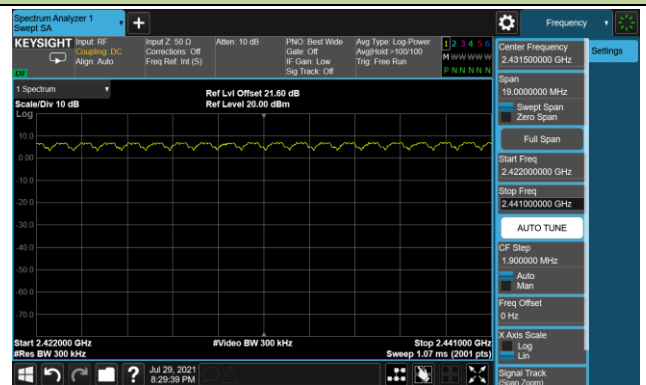 Spectrum Analyzer 1
Swept SA
+
Frequency
KEYSIGHT
Input: RF
Coupling: DC
Align: Auto
Input Z: 50 Ω
Corrections: Off
Freq Ref: Int (S)
Atten: 10 dB
PNO: Best Wide
Gate: Off
IF Gain: Low
Sig Track: Off
Avg Type: Log-Power
Avg|Hold:>100/100
Trig: Free Run
1 2 3 4 5 6
M W W W W W
P N N N N N
Settings
1 Spectrum
Scale/Div 10 dB
Ref Lvl Offset 21.60 dB
Ref Level 20.00 dBm
Log
10.0
0.00
-10.0
-20.0
-30.0
-40.0
-50.0
-60.0
-70.0
Start 2.422000 GHz
#Res BW 300 kHz
#Video BW 300 kHz
Stop 2.441000 GHz
Sweep 1.07 ms (2001 pts)
Center Frequency
2.431500000 GHz
Span
19.0000000 MHz
Swept Span
Zero Span
Full Span
Start Freq
2.422000000 GHz
Stop Freq
2.441000000 GHz
AUTO TUNE
CF Step
1.900000 MHz
Auto
Man
Freq Offset
0 Hz
X Axis Scale
Log
Lin
Signal Track
(Span Zoom)
?
Jul 29, 2021
8:29:39 PM